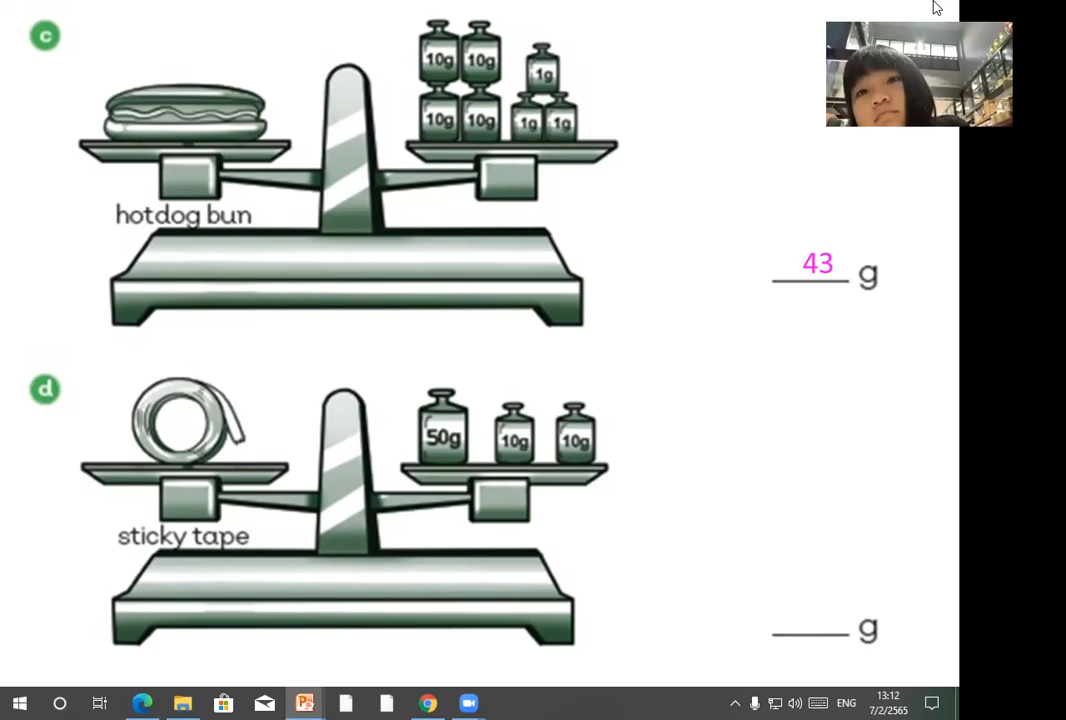 c
10g 10g
1g
10g 10g 1g 1g
hotdog bun
43 g
d
50g 10g 10g
sticky tape
____ g
ENG
13:12
7/2/2565